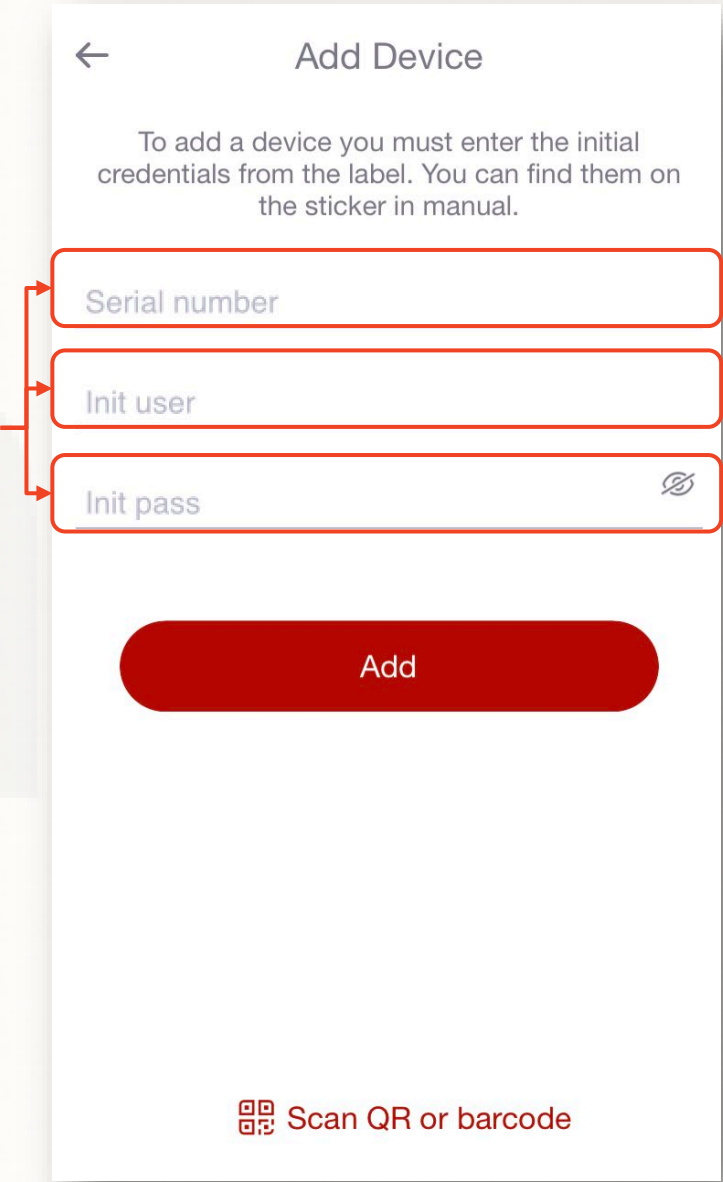 Add Device
To add a device you must enter the initial
credentials from the label. You can find them on
the sticker in manual.
Serial number
Init user
Init pass
Add
Scan QR or barcode